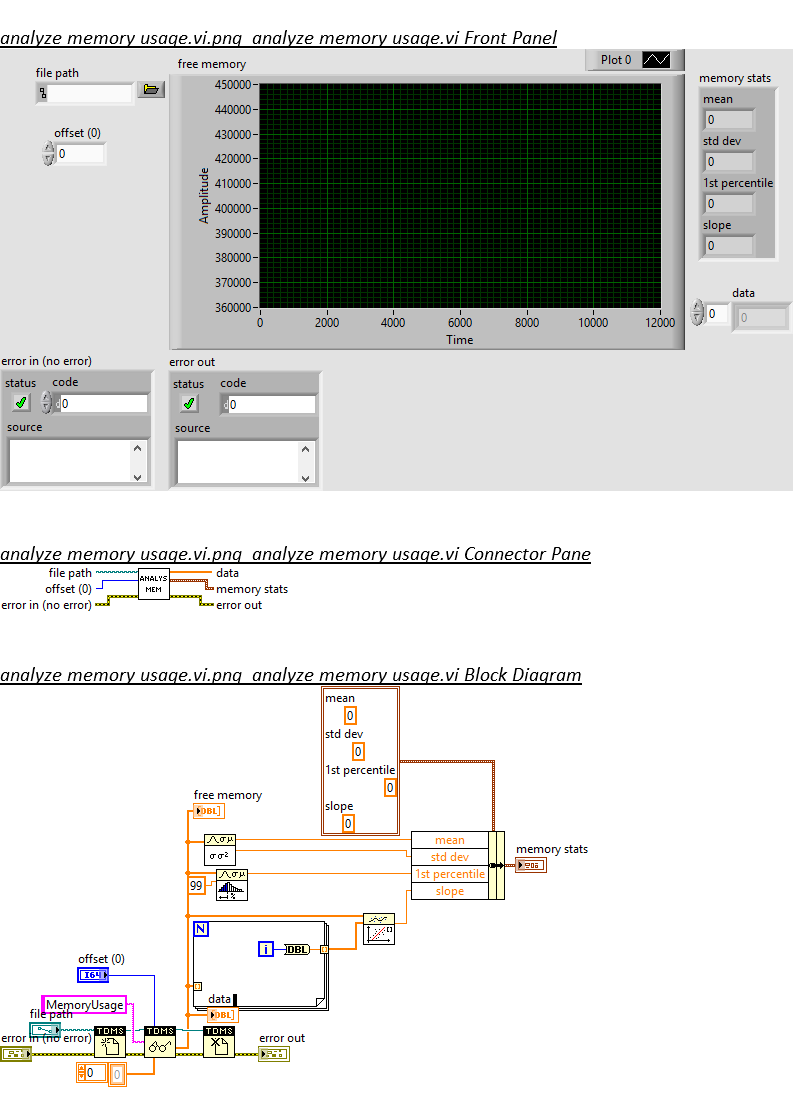 analyze memory usage.vi.png analyze memory usage.vi Front Panel
free memory
Plot 0
file path
memory stats
mean
0
std dev
0
1st percentile
0
slope
0
offset (0)
0
450000
440000
430000
420000
410000
400000
390000
380000
370000
360000
Amplitude
0 2000 4000 6000 8000 10000 12000
Time
data
0 0
error in (no error)
status code
0
source
error out
status code
0
source
analyze memory usage.vi.png analyze memory usage.vi Connector Pane
file path
offset (0)
error in (no error)
ANALYS
MEM
data
memory stats
error out
analyze memory usage.vi.png analyze memory usage.vi Block Diagram
mean
0
std dev
0
1st percentile
0
slope
0
free memory
DBL
σμ
σσ²
99
σμ
%
mean
std dev
1st percentile
slope
memory stats
N
i
DBL
data
DBL
offset (0)
I64
MemoryUsage
file path
error in (no error)
TDMS
TDMS
TDMS
error out
0 0